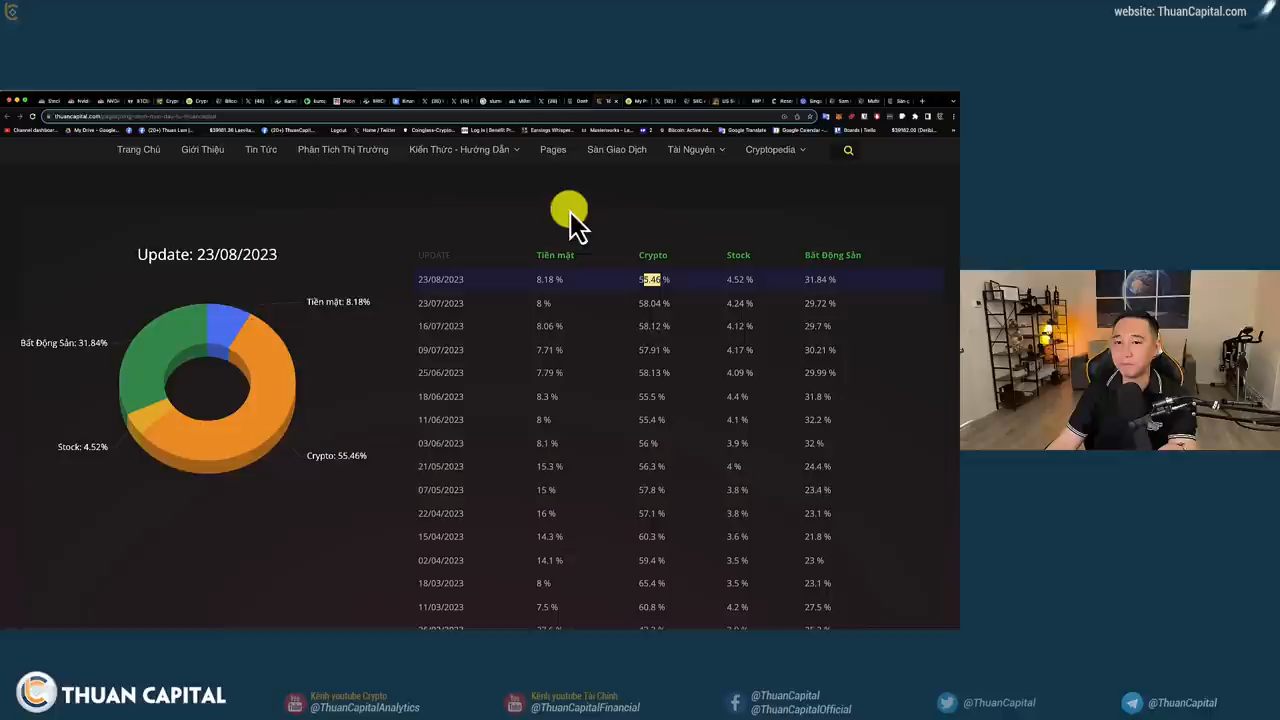 website: ThuanCapital.com
Trang Chủ Giới Thiệu Tin Tức Phân Tích Thị Trường Kiến Thức - Hướng Dẫn Pages Sàn Giao Dịch Tài Nguyên Cryptopedia
Update: 23/08/2023
Tiền mặt: 8.18%
Bất Động Sản: 31.84%
Stock: 4.52%
Crypto: 55.46%
UPDATE Tiền mặt Crypto Stock Bất Động Sản
23/08/2023 8.18 % 55.46 % 4.52 % 31.84 %
23/07/2023 8 % 58.04 % 4.24 % 29.72 %
16/07/2023 8.06 % 58.12 % 4.12 % 29.7 %
09/07/2023 7.71 % 57.91 % 4.17 % 30.21 %
25/06/2023 7.79 % 58.13 % 4.09 % 29.99 %
18/06/2023 8.3 % 55.5 % 4.4 % 31.8 %
11/06/2023 8 % 55.4 % 4.1 % 32.2 %
03/06/2023 8.1 % 56 % 3.9 % 32 %
21/05/2023 15.3 % 56.3 % 4 % 24.4 %
07/05/2023 15 % 57.8 % 3.8 % 23.4 %
22/04/2023 16 % 57.1 % 3.8 % 23.1 %
15/04/2023 14.3 % 60.3 % 3.6 % 21.8 %
02/04/2023 14.1 % 59.4 % 3.5 % 23 %
18/03/2023 8 % 65.4 % 3.5 % 23.1 %
11/03/2023 7.5 % 60.8 % 4.2 % 27.5 %
THUAN CAPITAL
Kênh youtube Crypto
@ThuanCapitalAnalytics
Kênh youtube Tài Chính
@ThuanCapitalFinancial
@ThuanCapital
@ThuanCapitalOfficial
@ThuanCapital
@ThuanCapital